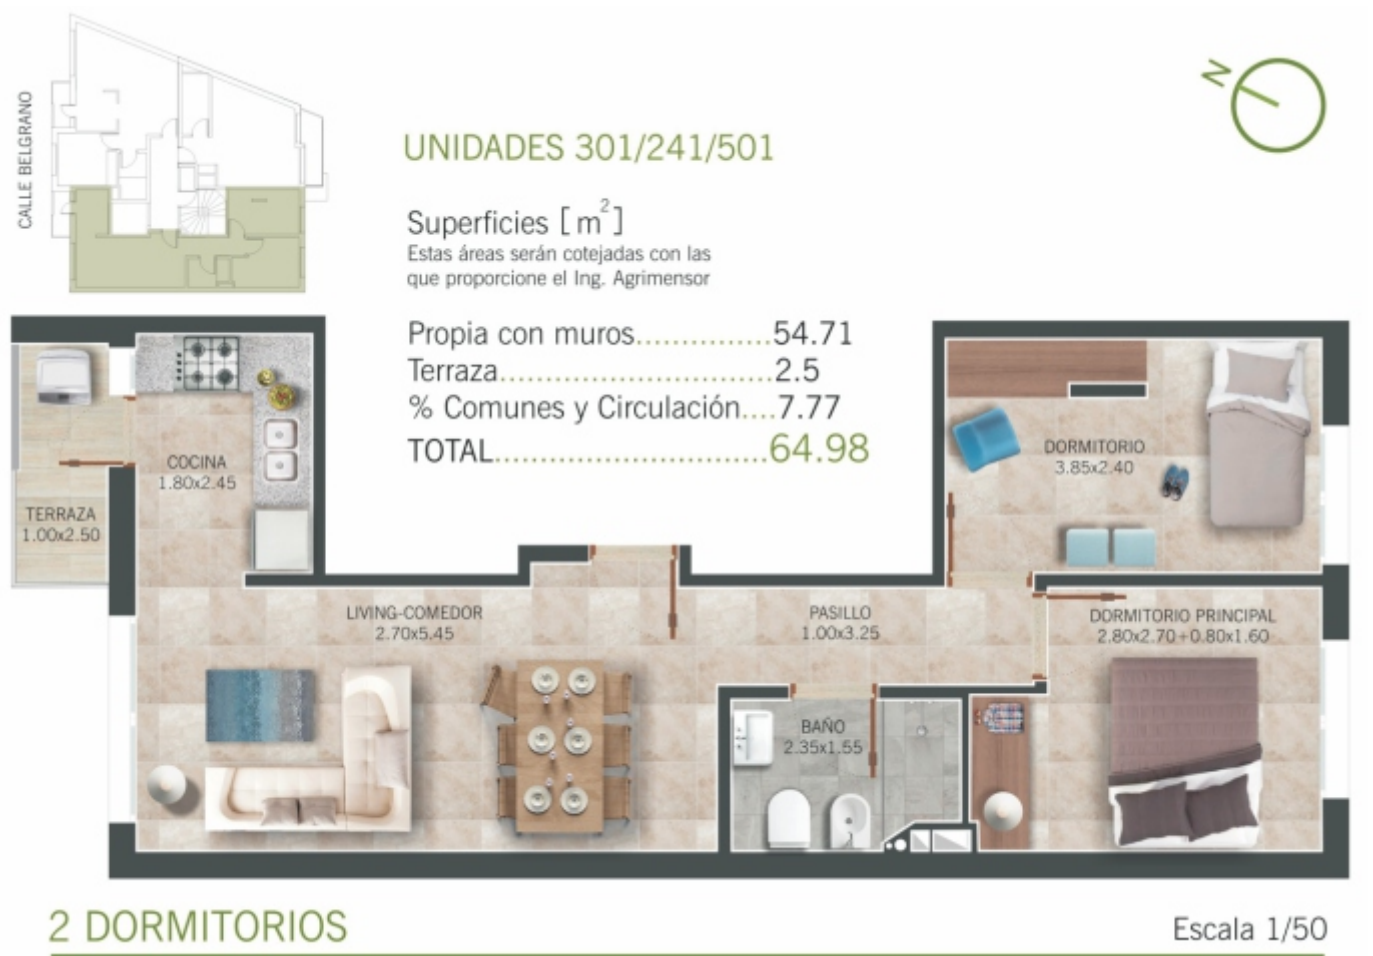 CALLE BELGRANO
N
UNIDADES 301/241/501
Superficies [m²]
Estas áreas serán cotejadas con las
que proporcione el Ing. Agrimensor
Propia con muros...............54.71
Terraza..............................2.5
% Comunes y Circulación....7.77
TOTAL..............................64.98
COCINA
1.80x2.45
TERRAZA
1.00x2.50
DORMITORIO
3.85x2.40
LIVING-COMEDOR
2.70x5.45
PASILLO
1.00x3.25
DORMITORIO PRINCIPAL
2.80x2.70+0.80x1.60
BAÑO
2.35x1.55
2 DORMITORIOS
Escala 1/50